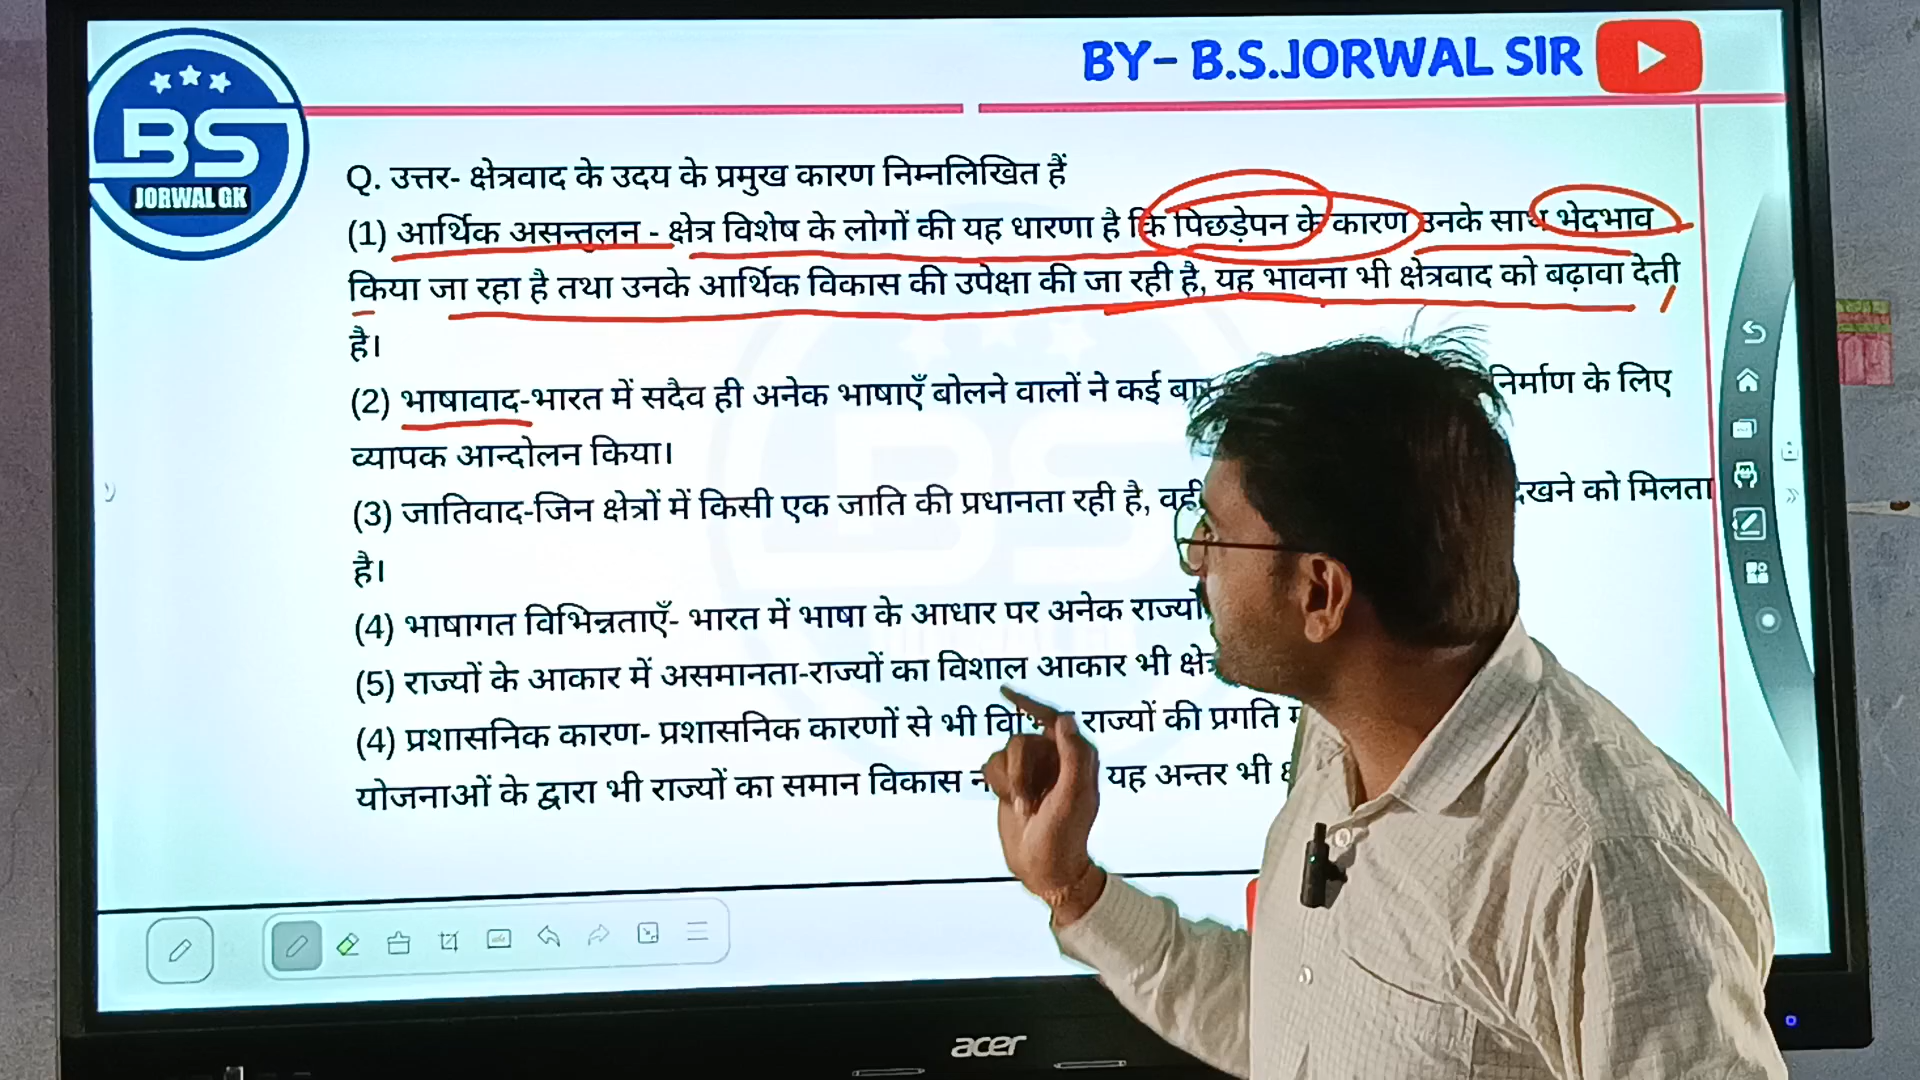 BY- B.S.JORWAL SIR
BS
JORWAL GK
Q. उत्तर- क्षेत्रवाद के उदय के प्रमुख कारण निम्नलिखित हैं
(1) आर्थिक असन्तुलन - क्षेत्र विशेष के लोगों की यह धारणा है कि पिछड़ेपन के कारण उनके साथ भेदभाव
किया जा रहा है तथा उनके आर्थिक विकास की उपेक्षा की जा रही है, यह भावना भी क्षेत्रवाद को बढ़ावा देती
है।
(2) भाषावाद-भारत में सदैव ही अनेक भाषाएँ बोलने वालों ने कई निर्माण के लिए
व्यापक आन्दोलन किया।
(3) जातिवाद-जिन क्षेत्रों में किसी एक जाति की प्रधानता रही है, देखने को मिलता
है।
(4) भाषागत विभिन्नताएँ- भारत में भाषा के आधार पर अनेक
(5) राज्यों के आकार में असमानता-राज्यों का विशाल आकार भी
(4) प्रशासनिक कारण- प्रशासनिक कारणों से भी राज्यों की प्रगति
योजनाओं के द्वारा भी राज्यों का समान विकास यह अन्तर भी
acer